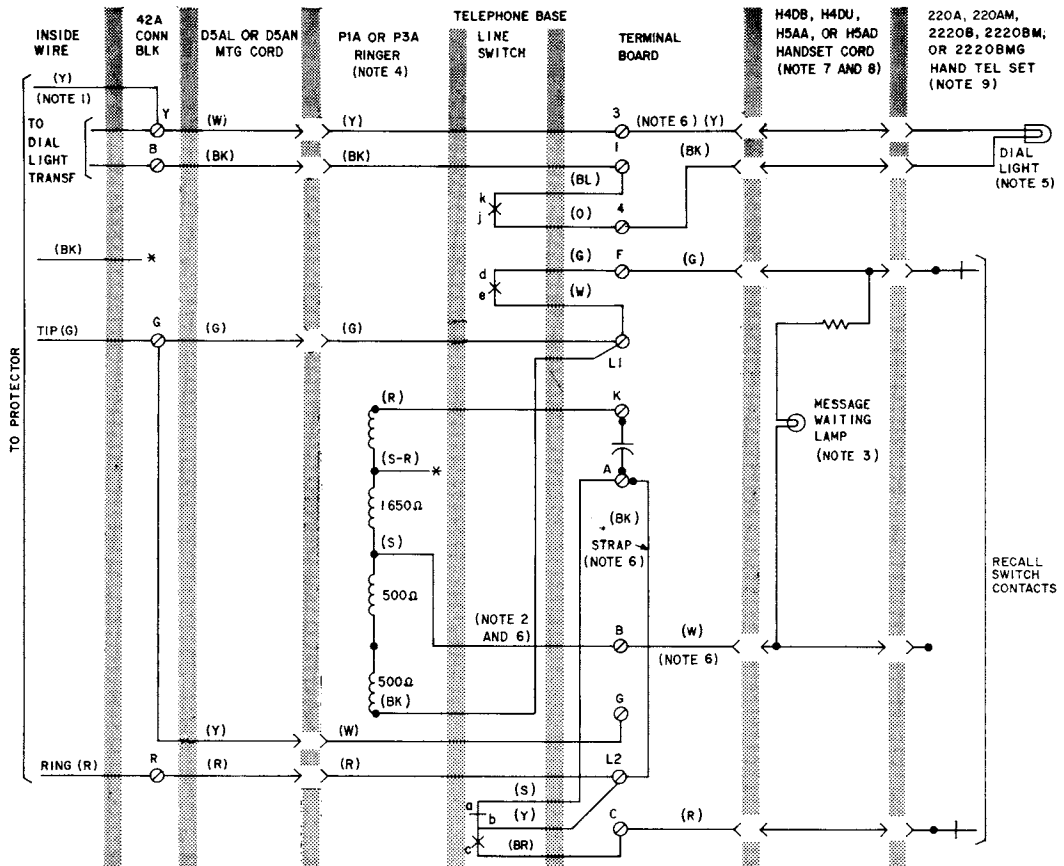 INSIDE
WIRE
42A
CONN
BLK
D5AL OR D5AN
MTG CORD
P1A OR P3A
RINGER
(NOTE 4)
TELEPHONE BASE
LINE
SWITCH
TERMINAL
BOARD
H4DB, H4DU,
H5AA, OR H5AD
HANDSET CORD
(NOTE 7 AND 8)
220A, 220AM,
2220B, 2220BM;
OR 2220BMG
HAND TEL SET
(NOTE 9)
(Y)
(NOTE 1)
Y
TO
DIAL
LIGHT
TRANSF
(W)
(Y)
3
(NOTE 6) (Y)
B
(BK)
(BK)
1
(BK)
DIAL
LIGHT
(NOTE 5)
(BL)
k
j
(O)
4
(BK)
*
d
e
(G)
F
(G)
(W)
TIP (G)
G
(G)
(G)
L1
TO PROTECTOR
(R)
K
(S-R)
*
A
MESSAGE
WAITING
LAMP
(NOTE 3)
1650Ω
(BK)
STRAP
(NOTE 6)
(S)
500Ω
(NOTE 2
AND 6)
B
(W)
(NOTE 6)
RECALL
SWITCH
CONTACTS
500Ω
(BK)
G
(Y)
(W)
RING (R)
R
(R)
(R)
L2
a
b
c
(S)
(Y)
(BR)
C
(R)